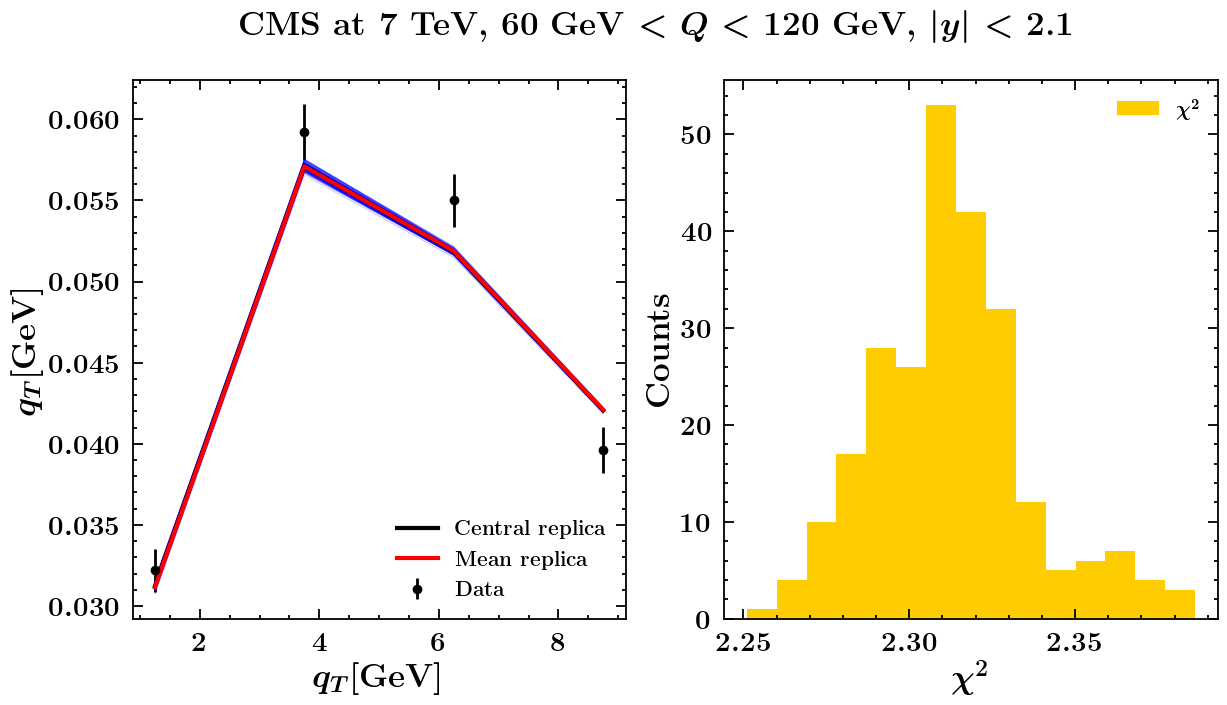 CMS at 7 TeV, 60 GeV < Q < 120 GeV, |y| < 2.1
0.060
0.055
0.050
0.045
0.040
0.035
0.030
q_T[GeV]
2 4 6 8
q_T[GeV]
Central replica
Mean replica
Data
50
40
30
20
10
0
Counts
2.25 2.30 2.35
χ²
χ²